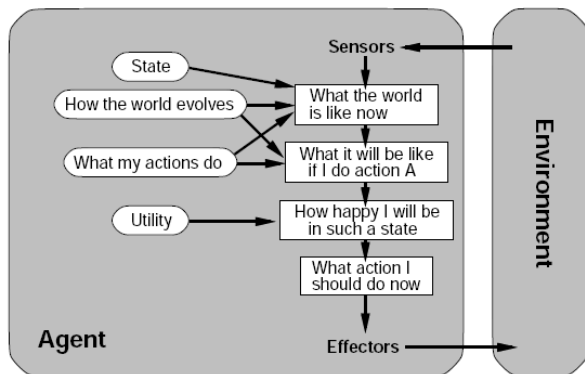 Sensors
State
How the world evolves
What the world
is like now
What my actions do
What it will be like
if I do action A
Utility
How happy I will be
in such a state
What action I
should do now
Agent
Effectors
Environment